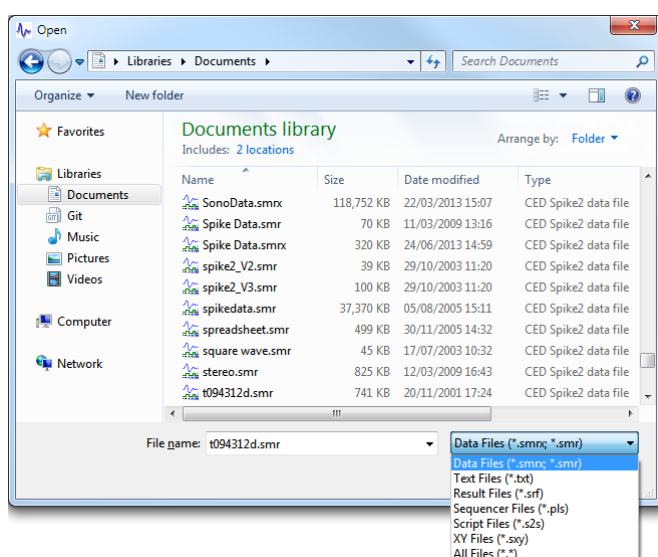 Open
Libraries ▸ Documents ▸
Search Documents
Organize ▾ New folder
Favorites
Libraries
Documents
Git
Music
Pictures
Videos
Computer
Network
Documents library
Includes: 2 locations
Arrange by: Folder ▾
Name Size Date modified Type
SonoData.smrx 118,752 KB 22/03/2013 15:07 CED Spike2 data file
Spike Data.smr 70 KB 11/03/2009 13:16 CED Spike2 data file
Spike Data.smrx 320 KB 24/06/2013 14:59 CED Spike2 data file
spike2_V2.smr 39 KB 29/10/2003 11:20 CED Spike2 data file
spike2_V3.smr 100 KB 29/10/2003 11:20 CED Spike2 data file
spikedata.smr 37,370 KB 05/08/2005 15:11 CED Spike2 data file
spreadsheet.smr 499 KB 30/11/2005 14:32 CED Spike2 data file
square wave.smr 45 KB 17/07/2003 10:32 CED Spike2 data file
stereo.smr 825 KB 12/03/2009 16:43 CED Spike2 data file
t094312d.smr 741 KB 20/11/2001 17:24 CED Spike2 data file
File name: t094312d.smr
Data Files (*.smrx; *.smr)
Data Files (*.smrx; *.smr)
Text Files (*.txt)
Result Files (*.srf)
Sequencer Files (*.pls)
Script Files (*.s2s)
XY Files (*.sxy)
All Files (*.*)